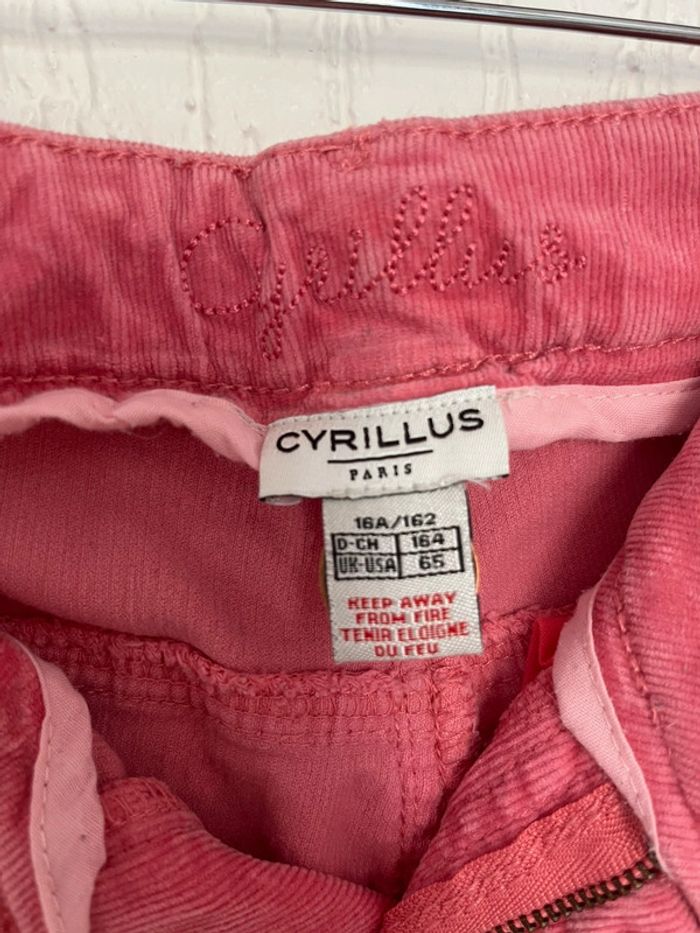 Cyrillus
CYRILLUS
PARIS
16A/162
D-CH 164
UK-USA 65
KEEP AWAY
FROM FIRE
TENIR ELOIGNE
DU FEU